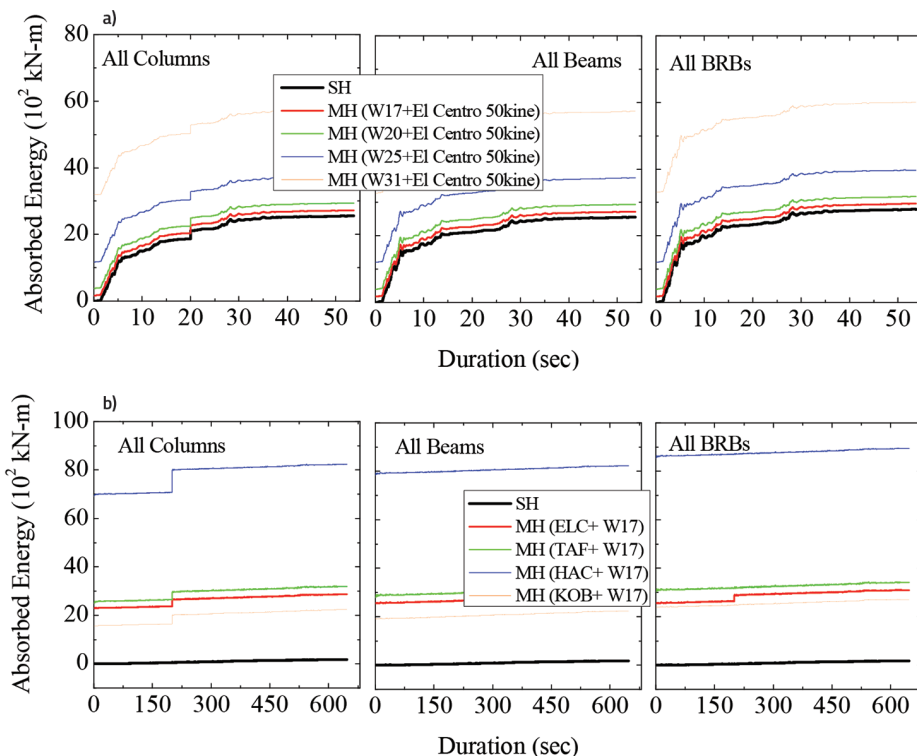 a)
Absorbed Energy (10² kN-m)
80
60
40
20
0
All Columns
All Beams
All BRBs
SH
MH (W17+El Centro 50kine)
MH (W20+El Centro 50kine)
MH (W25+El Centro 50kine)
MH (W31+El Centro 50kine)
0 10 20 30 40 50 0 10 20 30 40 50 0 10 20 30 40 50
Duration (sec)
b)
Absorbed Energy (10² kN-m)
100
80
60
40
20
0
All Columns
All Beams
All BRBs
SH
MH (ELC+ W17)
MH (TAF+ W17)
MH (HAC+ W17)
MH (KOB+ W17)
0 150 300 450 600 0 150 300 450 600 0 150 300 450 600
Duration (sec)